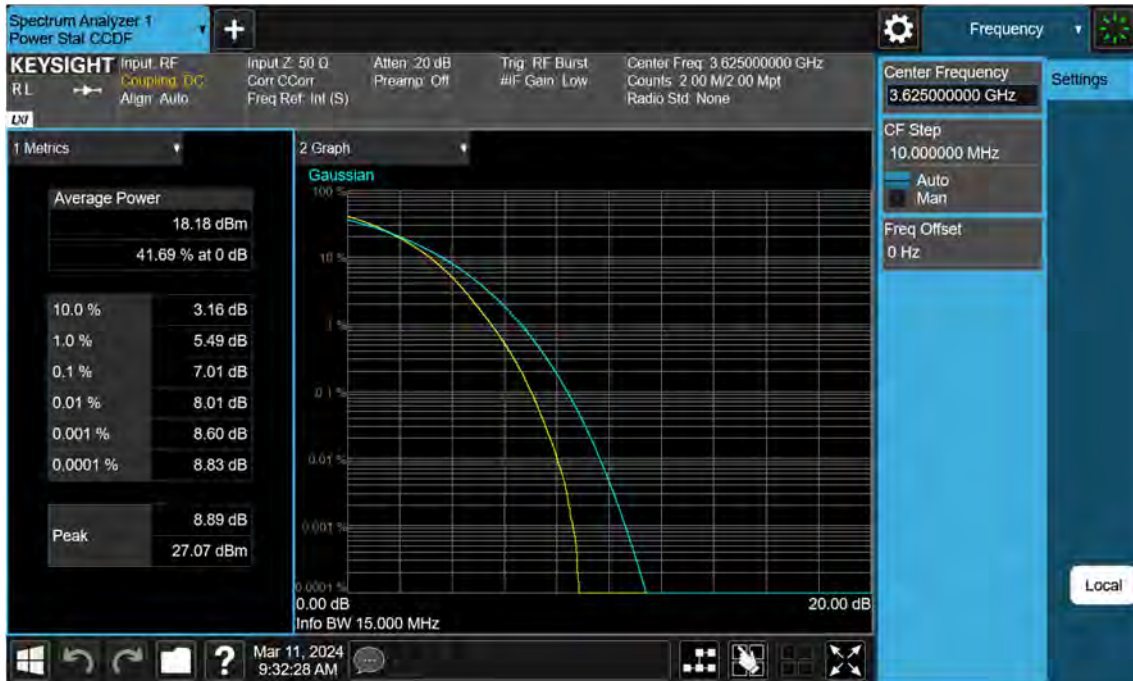 Spectrum Analyzer 1
Power Stat CCDF
+
Frequency
KEYSIGHT
RL
LXI
Input: RF
Coupling: DC
Align: Auto
Input Z: 50 Ω
Corr CCorr
Freq Ref: Int (S)
Atten: 20 dB
Preamp: Off
Trig: RF Burst
#IF Gain: Low
Center Freq: 3.625000000 GHz
Counts: 2.00 M/2.00 Mpt
Radio Std: None
Center Frequency
3.625000000 GHz
Settings
CF Step
10.000000 MHz
Auto
Man
Freq Offset
0 Hz
Local
1 Metrics
Average Power
18.18 dBm
41.69 % at 0 dB
10.0 % 3.16 dB
1.0 % 5.49 dB
0.1 % 7.01 dB
0.01 % 8.01 dB
0.001 % 8.60 dB
0.0001 % 8.83 dB
Peak
8.89 dB
27.07 dBm
2 Graph
Gaussian
100 %
10 %
1 %
0.1 %
0.01 %
0.001 %
0.0001 %
0.00 dB 20.00 dB
Info BW 15.000 MHz
?
Mar 11, 2024
9:32:28 AM